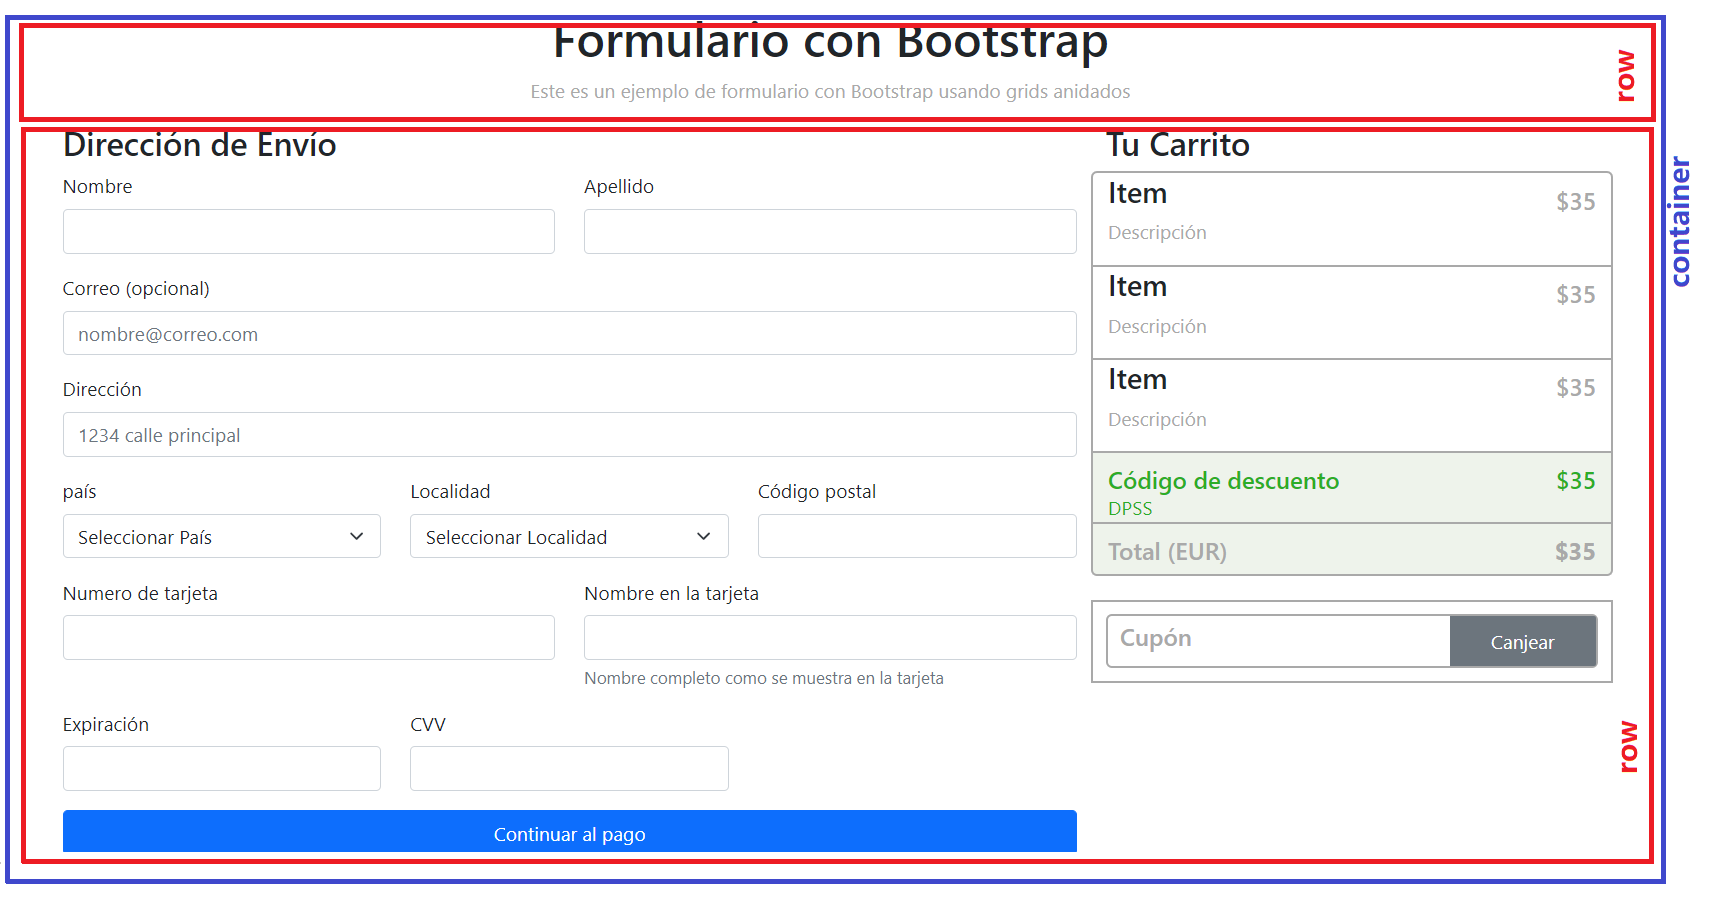 Formulario con Bootstrap
Este es un ejemplo de formulario con Bootstrap usando grids anidados
row
container
Dirección de Envío
Nombre
Apellido
Correo (opcional)
nombre@correo.com
Dirección
1234 calle principal
país
Localidad
Código postal
Seleccionar País
Seleccionar Localidad
Numero de tarjeta
Nombre en la tarjeta
Nombre completo como se muestra en la tarjeta
Expiración
CVV
Continuar al pago
Tu Carrito
Item
$35
Descripción
Item
$35
Descripción
Item
$35
Descripción
Código de descuento
$35
DPSS
Total (EUR)
$35
Cupón
Canjear
row